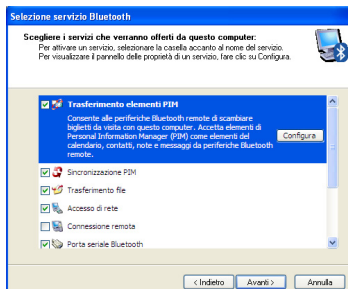 Selezione servizio Bluetooth
Scegliere i servizi che verranno offerti da questo computer:
Per attivare un servizio, selezionare la casella accanto al nome del servizio.
Per visualizzare il pannello delle proprietà di un servizio, fare clic su Configura.
Trasferimento elementi PIM
Consente alle periferiche Bluetooth remote di scambiare
biglietti da visita con questo computer. Accetta elementi di
Personal Information Manager (PIM) come elementi del
calendario, contatti, note e messaggi da periferiche Bluetooth
remote.
Configura
Sincronizzazione PIM
Trasferimento file
Accesso di rete
Connessione remota
Porta seriale Bluetooth
< Indietro
Avanti >
Annulla